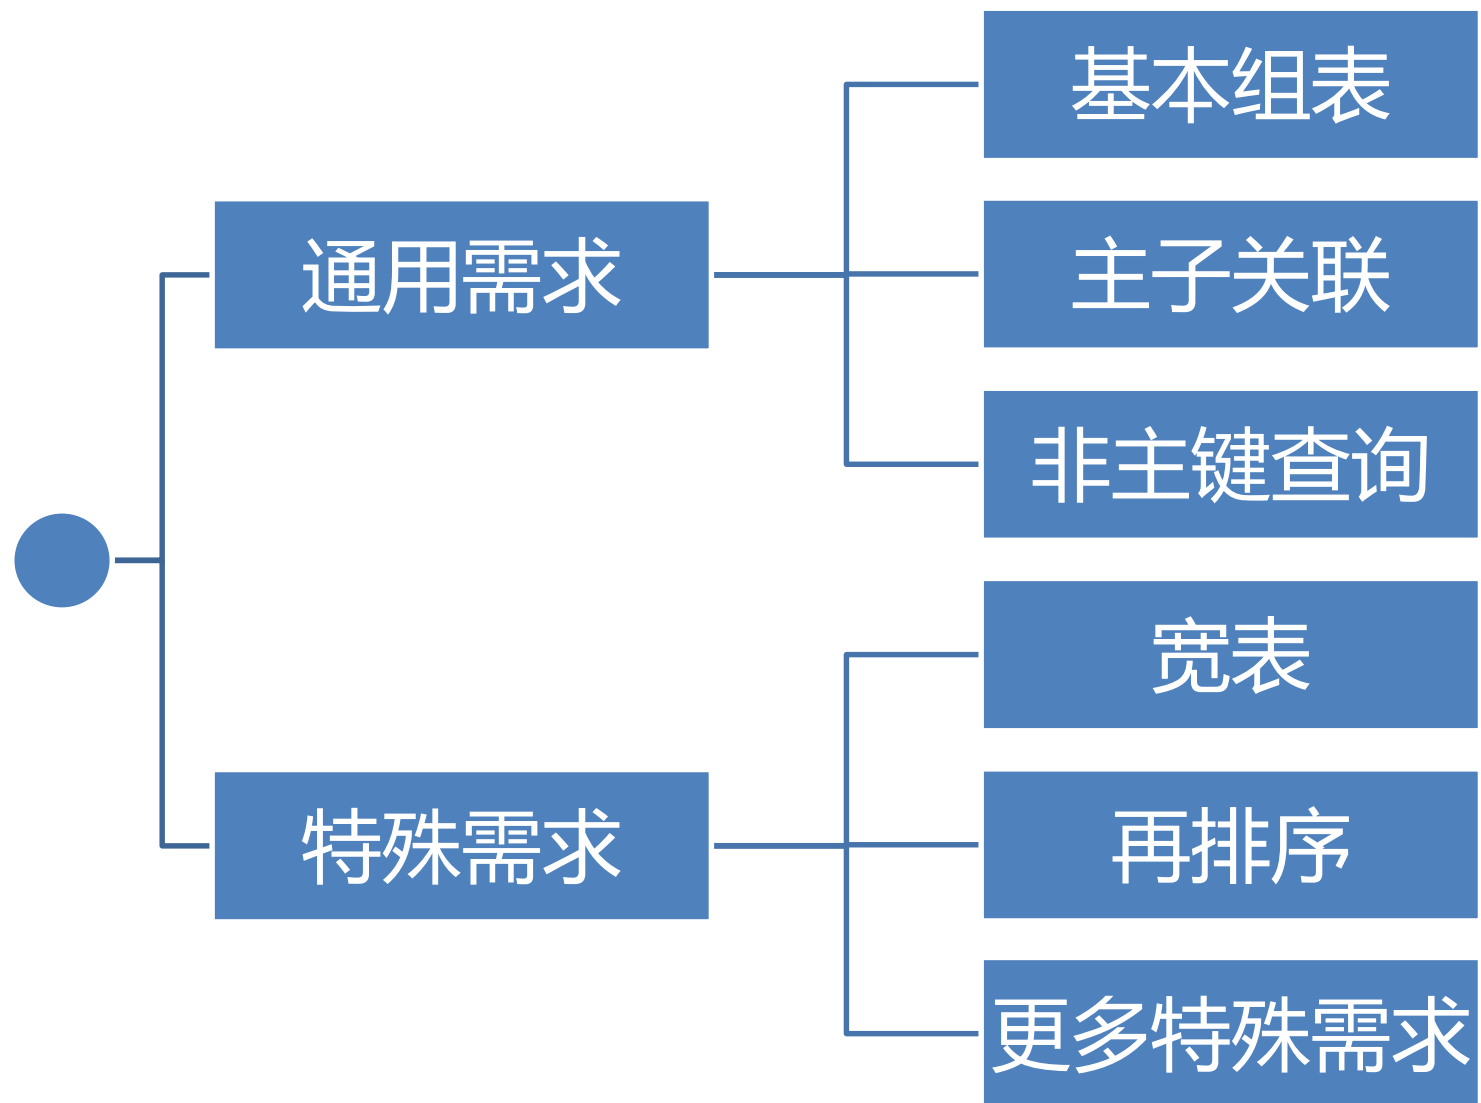 通用需求
基本组表
主子关联
非主键查询
特殊需求
宽表
再排序
更多特殊需求